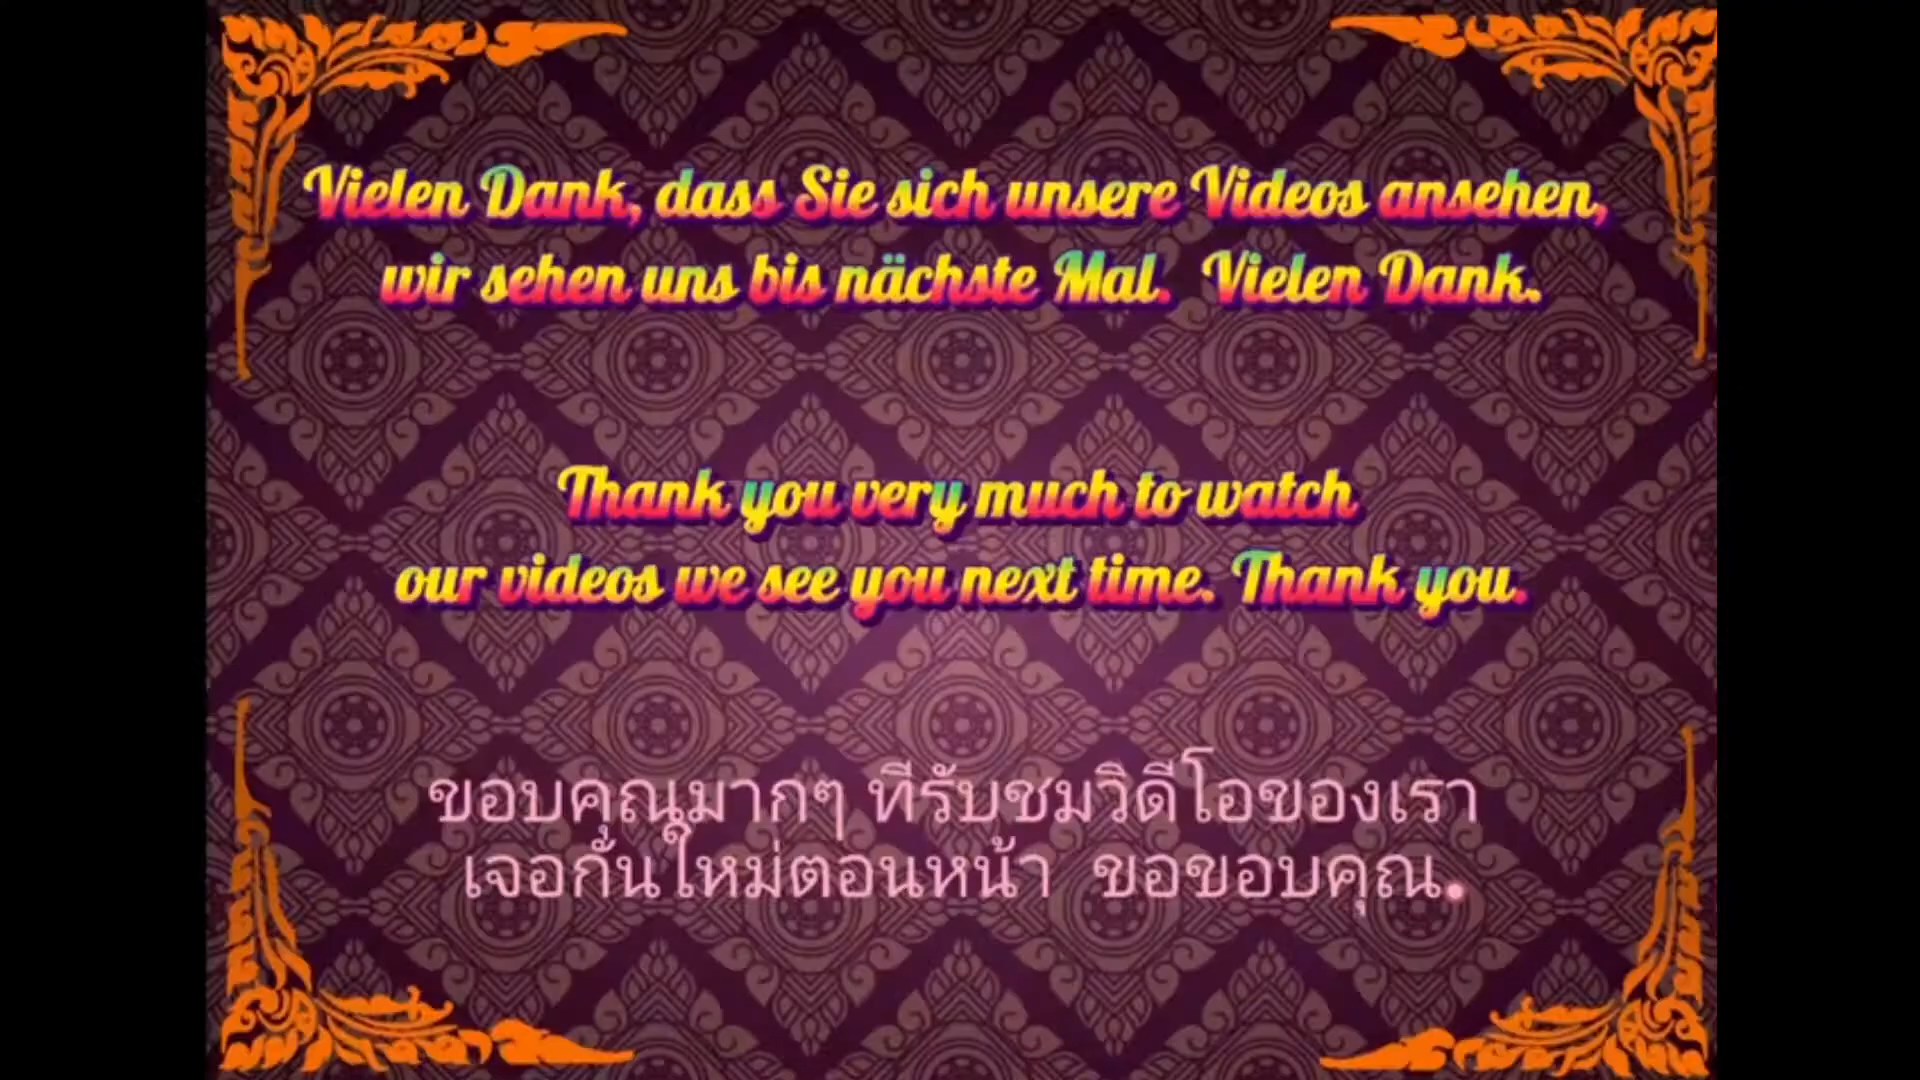 Vielen Dank, dass Sie sich unsere Videos ansehen,
wir sehen uns bis nächste Mal. Vielen Dank.
Thank you very much to watch
our videos we see you next time. Thank you.
ขอบคุณมากๆ ที่รับชมวิดีโอของเรา
เจอกั่นใหม่ตอนหน้า ขอขอบคุณ.